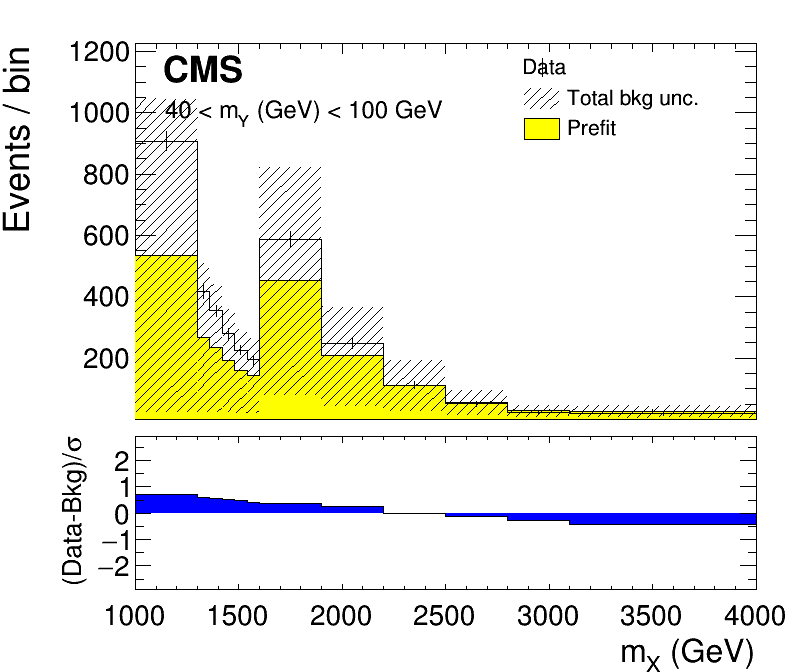 1200
1000
800
600
400
200
Events / bin
CMS
40 < mY (GeV) < 100 GeV
Data
Total bkg unc.
Prefit
2
1
0
−1
−2
(Data-Bkg)/σ
1000 1500 2000 2500 3000 3500 4000
mX (GeV)